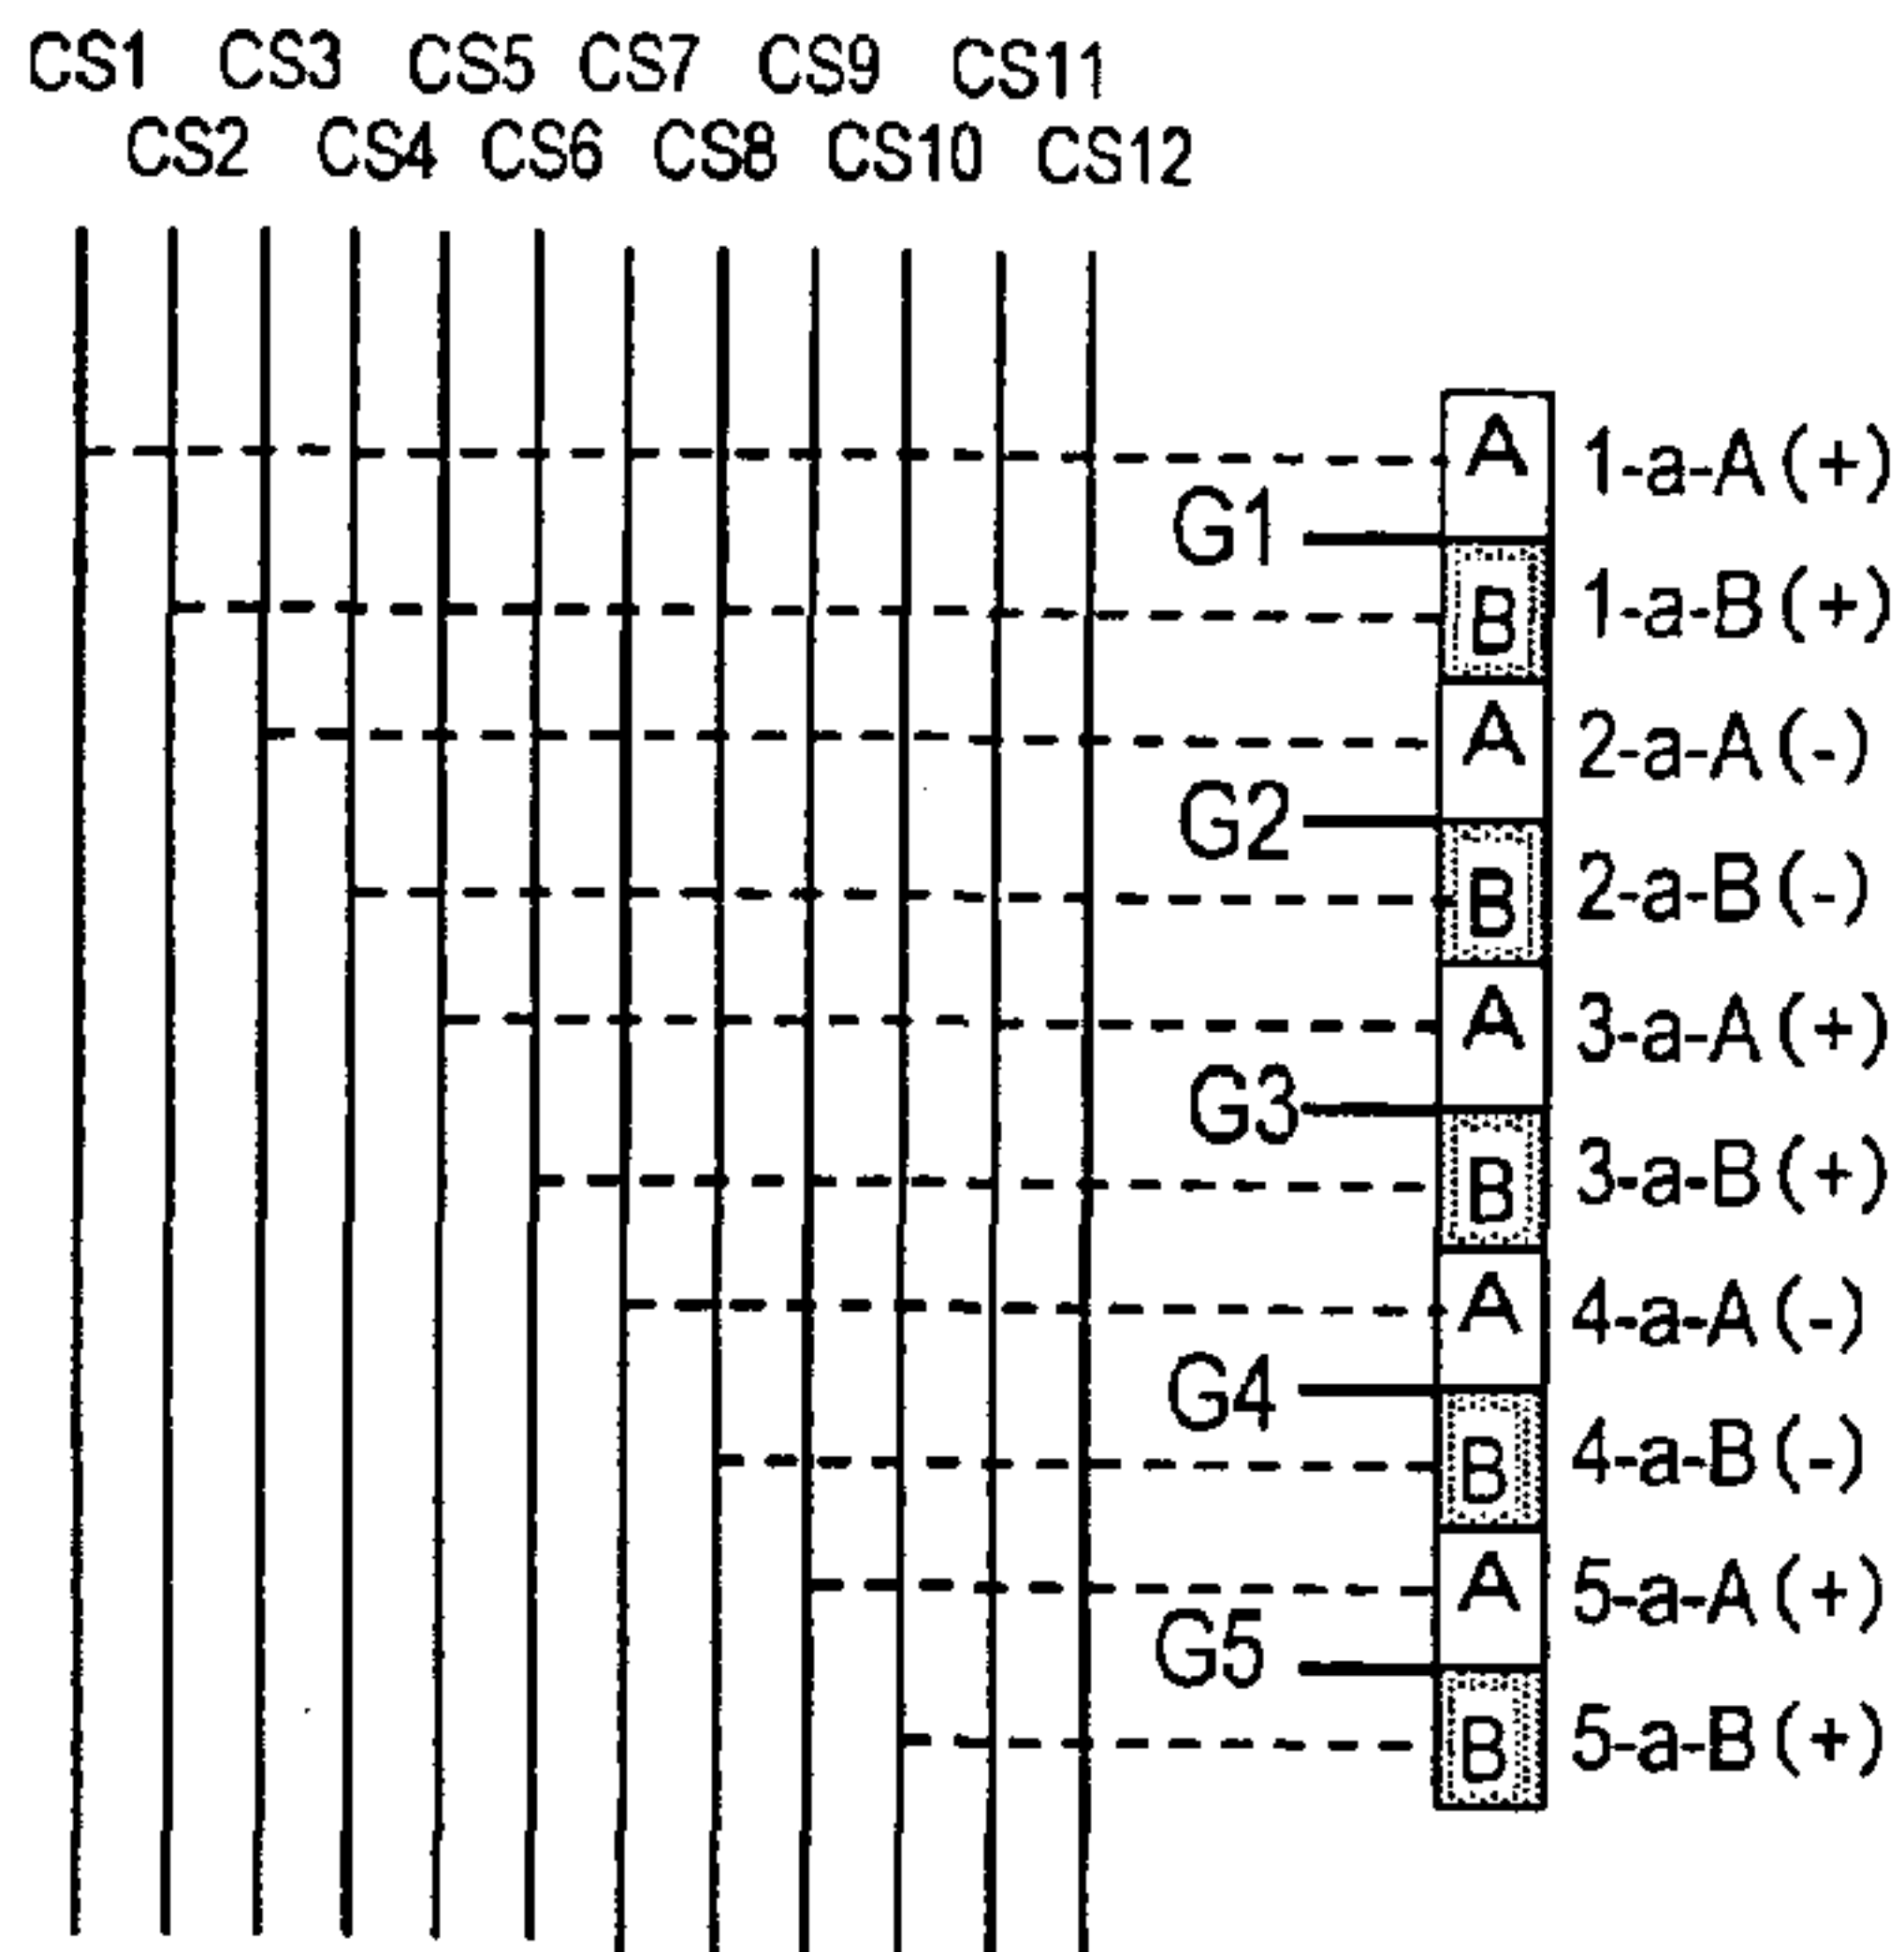 CS1 CS3 CS5 CS7 CS9 CS11
CS2 CS4 CS6 CS8 CS10 CS12
A 1-a-A(+)
G1
B 1-a-B(+)
A 2-a-A(-)
G2
B 2-a-B(-)
A 3-a-A(+)
G3
B 3-a-B(+)
A 4-a-A(-)
G4
B 4-a-B(-)
A 5-a-A(+)
G5
B 5-a-B(+)